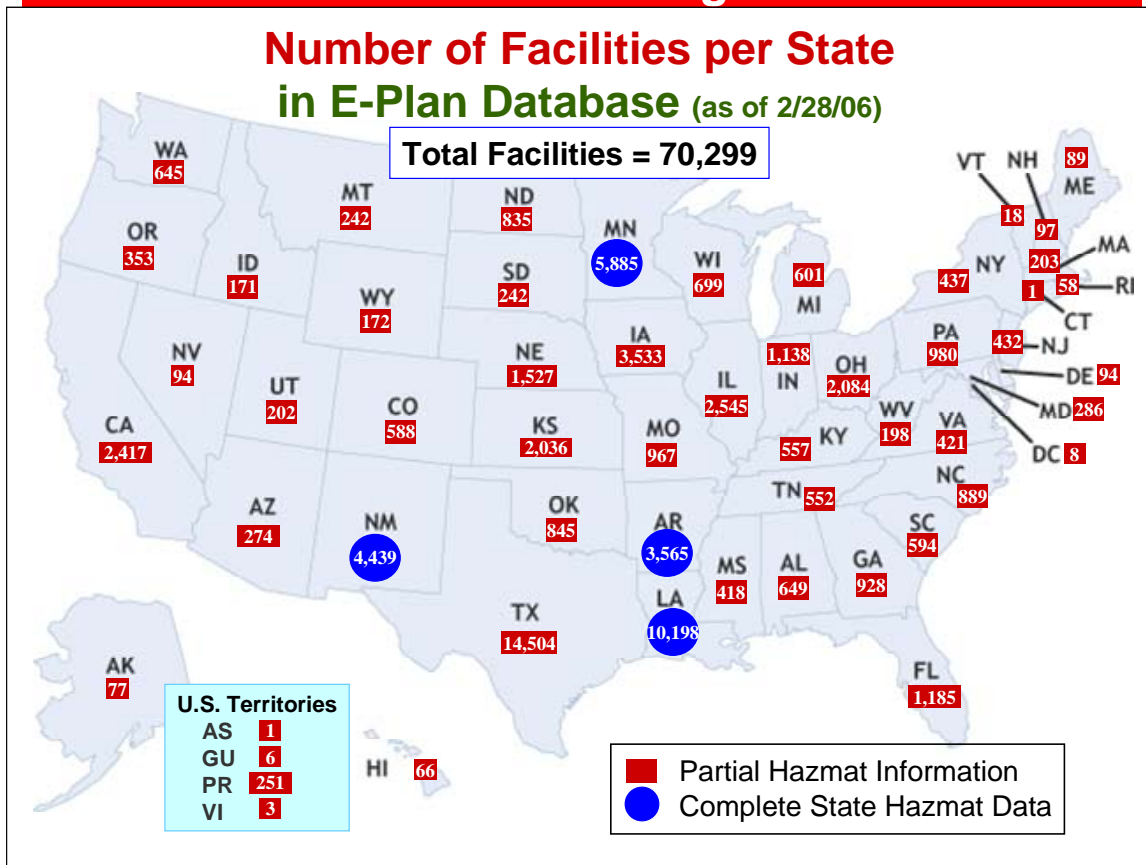 Number of Facilities per State
in E-Plan Database (as of 2/28/06)
Total Facilities = 70,299
WA
645
OR
353
ID
171
MT
242
WY
172
ND
835
SD
242
MN
5,885
WI
699
601
MI
NV
94
UT
202
CA
2,417
CO
588
NE
1,527
KS
2,036
IA
3,533
MO
967
IL
2,545
1,138
IN
OH
2,084
PA
980
437
NY
VT
18
NH
97
89
ME
203
MA
58
RI
1
CT
432
NJ
DE 94
MD 286
DC 8
WV
198
VA
421
557
KY
TN 552
NC
889
SC
594
AZ
274
NM
4,439
OK
845
AR
3,565
LA
10,198
MS
418
AL
649
GA
928
TX
14,504
FL
1,185
AK
77
HI 66
U.S. Territories
AS 1
GU 6
PR 251
VI 3
Partial Hazmat Information
Complete State Hazmat Data